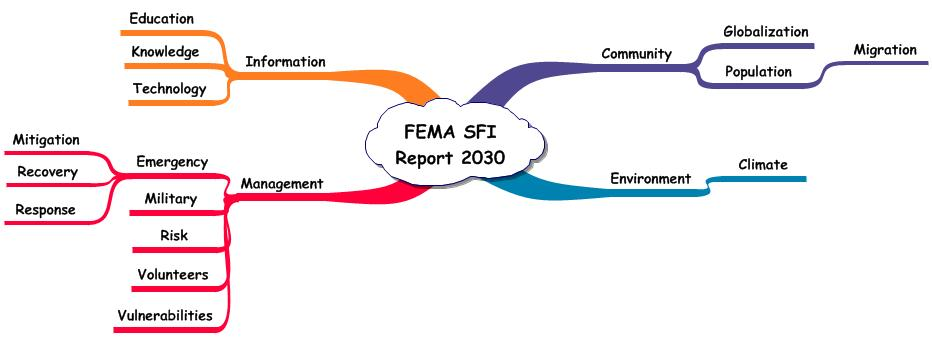 FEMA SFI
Report 2030
Information
Education
Knowledge
Technology
Management
Emergency
Mitigation
Recovery
Response
Military
Risk
Volunteers
Vulnerabilities
Community
Globalization
Population
Migration
Environment
Climate